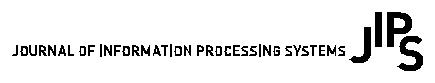 JOURNAL OF INFORMATION PROCESSING SYSTEMS JIPS